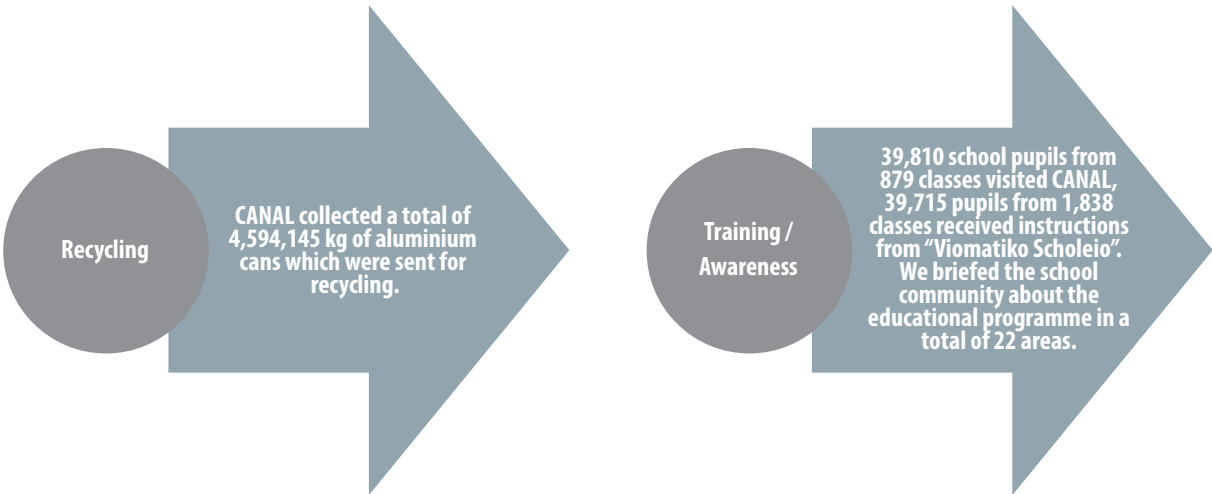 Recycling
CANAL collected a total of
4,594,145 kg of aluminium
cans which were sent for
recycling.
Training /
Awareness
39,810 school pupils from
879 classes visited CANAL,
39,715 pupils from 1,838
classes received instructions
from “Viomatiko Scholeio”.
We briefed the school
community about the
educational programme in a
total of 22 areas.